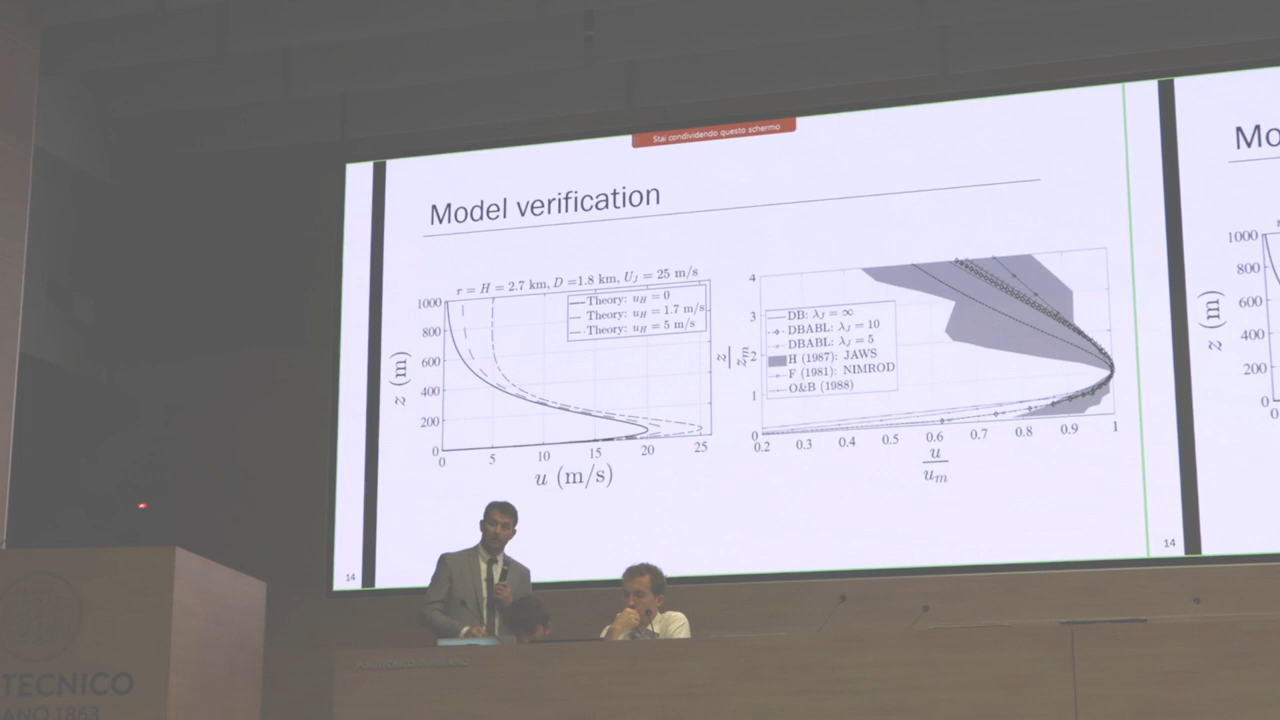 Stai condividendo questo schermo
Model verification
r = H = 2.7 km, D =1.8 km, U_J = 25 m/s
1000
800
600
400
200
0
z (m)
Theory: u_H = 0
Theory: u_H = 1.7 m/s
Theory: u_H = 5 m/s
0 5 10 15 20 25
u (m/s)
4
3
2
1
0
z
z_m
DB: λ_J = ∞
DBABL: λ_J = 10
DBABL: λ_J = 5
H (1987): JAWS
F (1981): NIMROD
O&B (1988)
0.2 0.3 0.4 0.5 0.6 0.7 0.8 0.9 1
u
u_m
14
14
Mo
1000
800
600
400
200
0
z (m)
0
TECNICO
ANO 1863